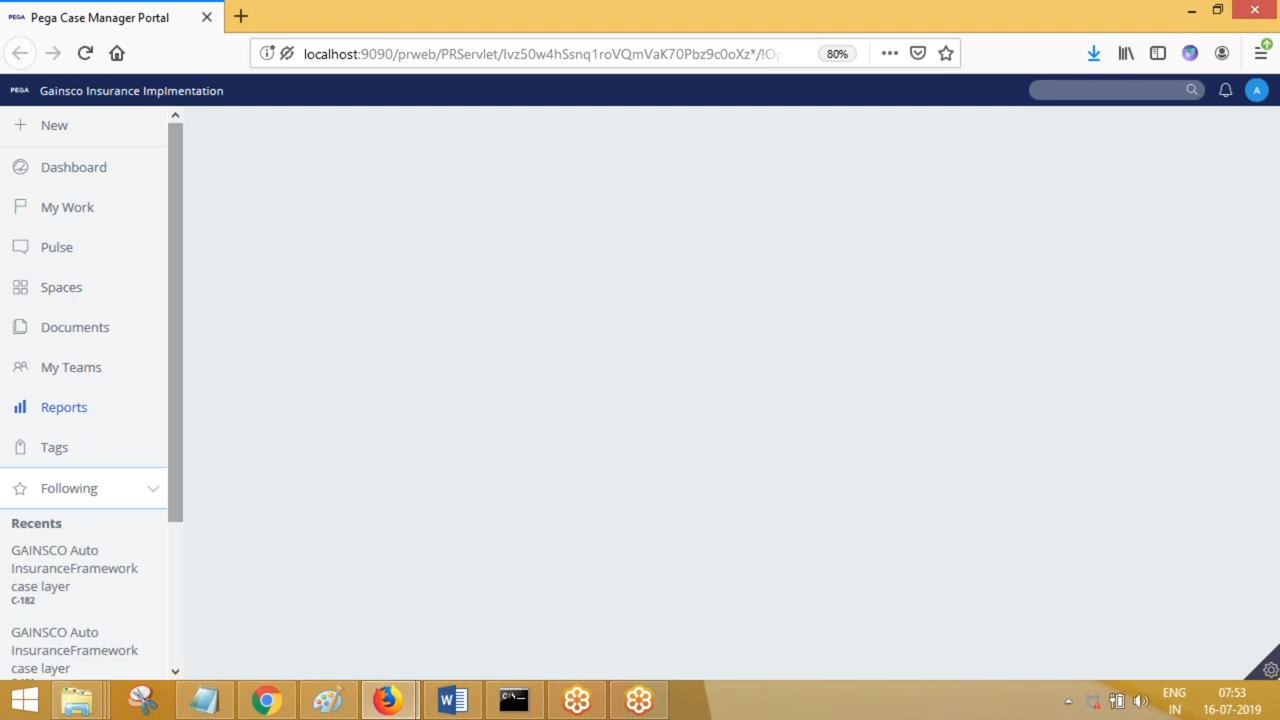 PEGA Pega Case Manager Portal
localhost:9090/prweb/PRServlet/Ivz50w4hSsnq1roVQmVaK70Pbz9c0oXz*/!Op
80%
PEGA Gainsco Insurance Implmentation
A
New
Dashboard
My Work
Pulse
Spaces
Documents
My Teams
Reports
Tags
Following
Recents
GAINSCO Auto
InsuranceFramework
case layer
C-182
GAINSCO Auto
InsuranceFramework
case layer
ENG 07:53
IN 16-07-2019